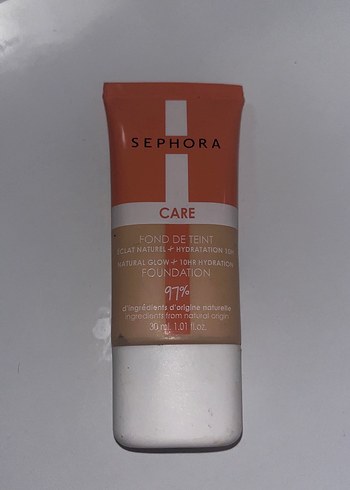 SEPHORA
CARE
FOND DE TEINT
ÉCLAT NATUREL + HYDRATATION 10H
NATURAL GLOW + 10HR HYDRATION
FOUNDATION
97%
d'ingrédients d'origine naturelle
ingredients from natural origin
30 ml 1.01 fl.oz.